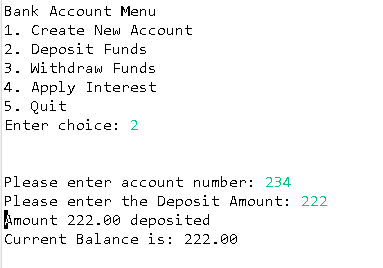 Bank Account Menu
1. Create New Account
2. Deposit Funds
3. Withdraw Funds
4. Apply Interest
5. Quit
Enter choice: 2
Please enter account number: 234
Please enter the Deposit Amount: 222
Amount 222.00 deposited
Current Balance is: 222.00